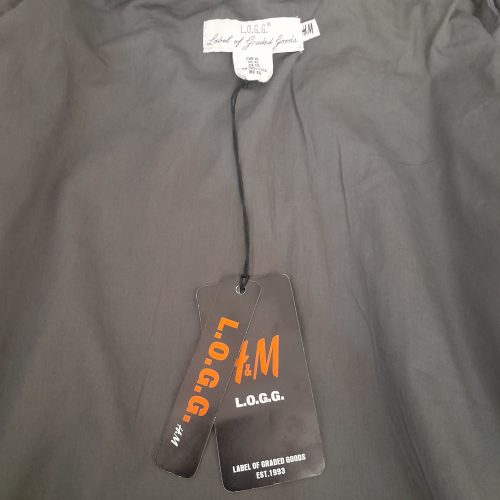 L.O.G.G.®
Label of Graded Goods
H&M
L.O.G.G.
H&M
H&M
L.O.G.G.
LABEL OF GRADED GOODS
EST.1993